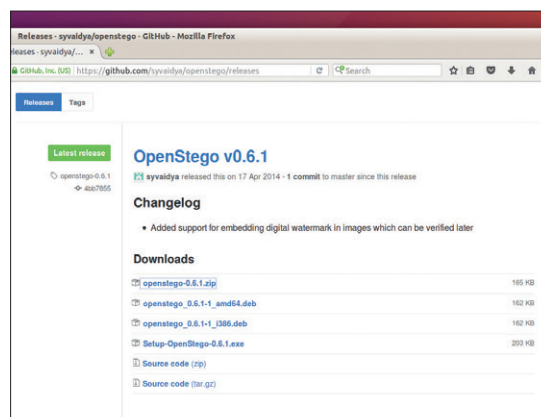 Releases · syvaidya/openstego · GitHub - Mozilla Firefox
eleases · syvaidya/... ×
GitHub, Inc. (US) https://github.com/syvaidya/openstego/releases Search
Releases Tags
Latest release
openstego-0.6.1
4bb7855
OpenStego v0.6.1
syvaidya released this on 17 Apr 2014 · 1 commit to master since this release
Changelog
• Added support for embedding digital watermark in images which can be verified later
Downloads
openstego-0.6.1.zip 165 KB
openstego_0.6.1-1_amd64.deb 162 KB
openstego_0.6.1-1_i386.deb 162 KB
Setup-OpenStego-0.6.1.exe 203 KB
Source code (zip)
Source code (tar.gz)